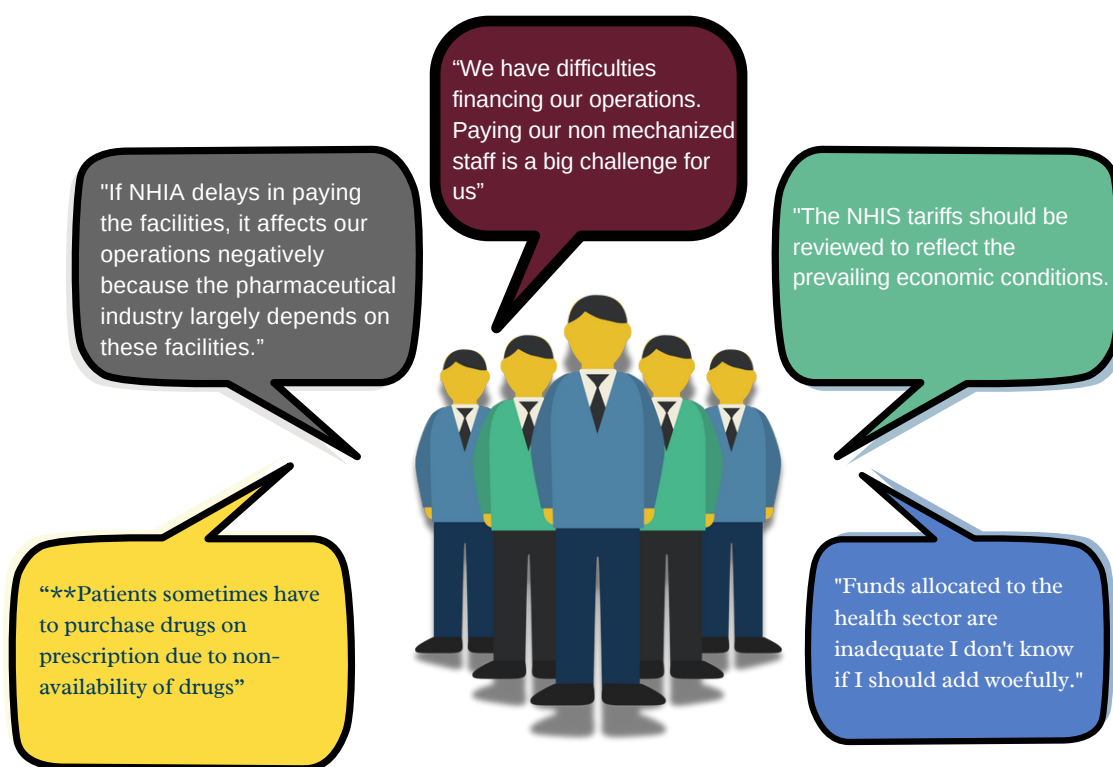 “We have difficulties
financing our operations.
Paying our non mechanized
staff is a big challenge for
us”
"If NHIA delays in paying
the facilities, it affects our
operations negatively
because the pharmaceutical
industry largely depends on
these facilities.”
"The NHIS tariffs should be
reviewed to reflect the
prevailing economic conditions.
“**Patients sometimes have
to purchase drugs on
prescription due to non-
availability of drugs”
"Funds allocated to the
health sector are
inadequate I don't know
if I should add woefully."